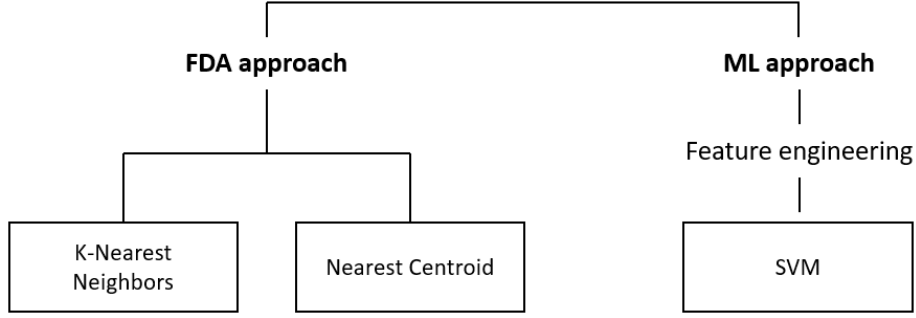 FDA approach
ML approach
Feature engineering
K-Nearest
Neighbors
Nearest Centroid
SVM